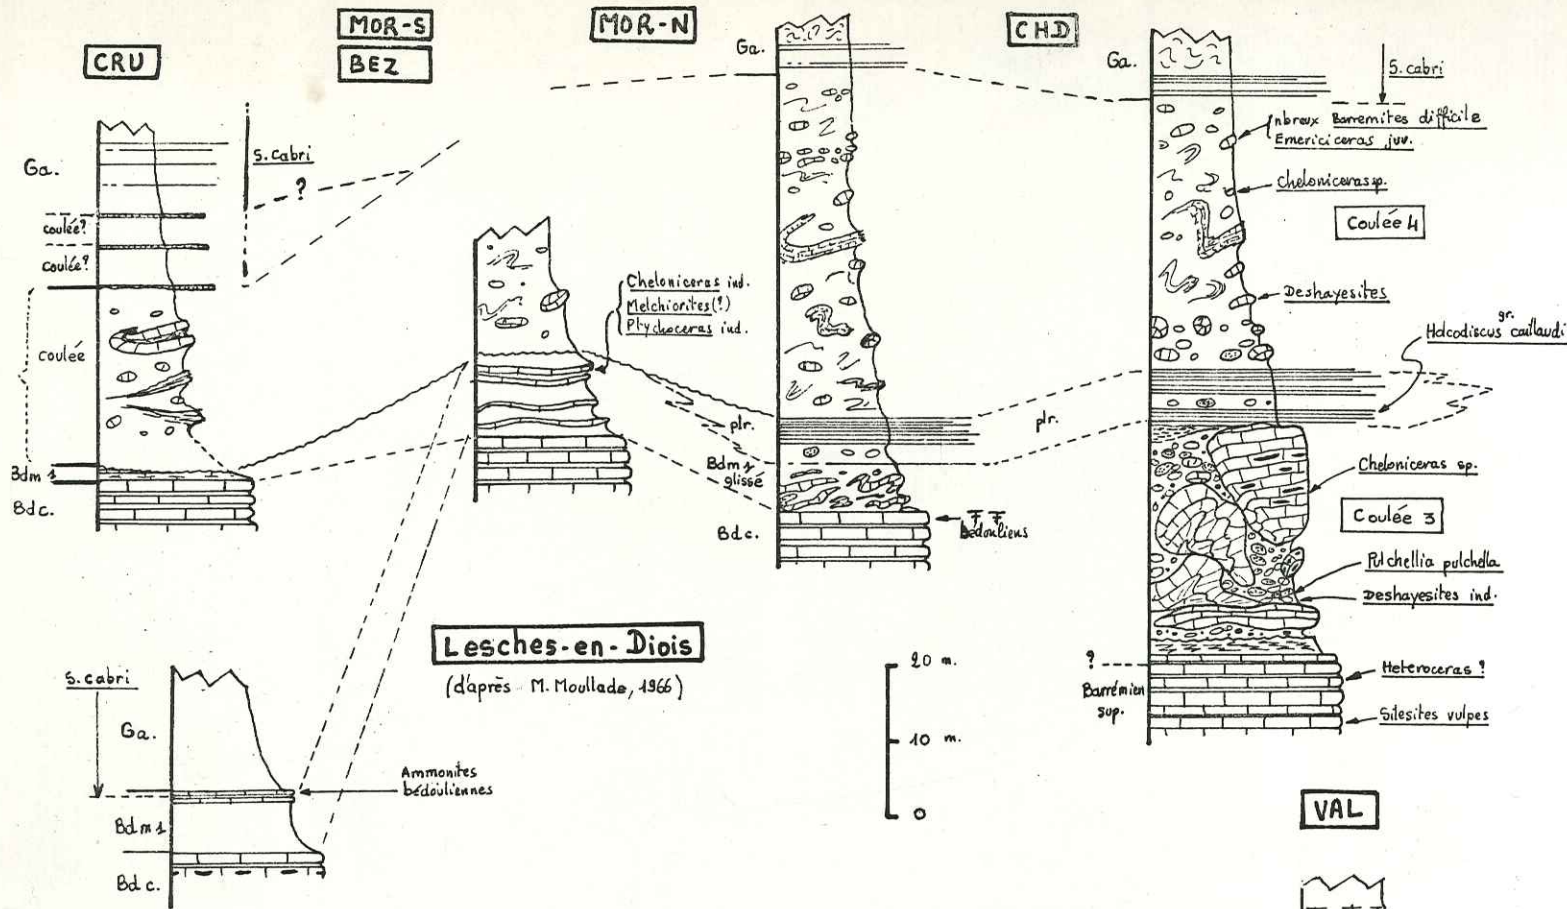 CRU
MOR-S
BEZ
MOR-N
CHD
Ga.
coulée?
coulée?
coulée
Bdm 1
Bdc.
S. cabri
?
Cheloniceras ind.
Melchiorites (?)
Ptychoceras ind.
Ga.
plr.
Bdm 1
glissé
Bdc.
bédouliens
plr.
Ga.
S. cabri
nbreux Barremites difficile
Emericiceras juv.
Cheloniceras sp.
Coulée 4
Deshayesites
gr.
Holcodiscus caillaudi
Cheloniceras sp.
Coulée 3
Pulchellia pulchella
Deshayesites ind.
?
Barrémien
sup.
Heteroceras ?
Silesites vulpes
Lesches-en-Diois
(d'après M. Moullade, 1966)
20 m.
10 m.
0
S. cabri
Ga.
Bdm 1
Bdc.
Ammonites
bédouliennes
VAL